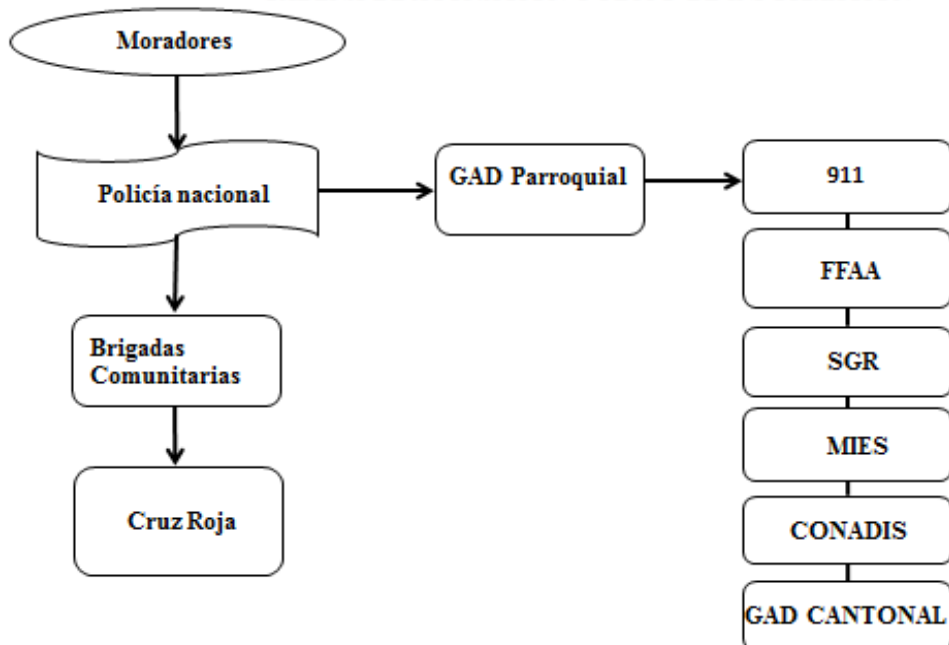 Moradores
Policía nacional
GAD Parroquial
911
FFAA
Brigadas
Comunitarias
SGR
MIES
Cruz Roja
CONADIS
GAD CANTONAL